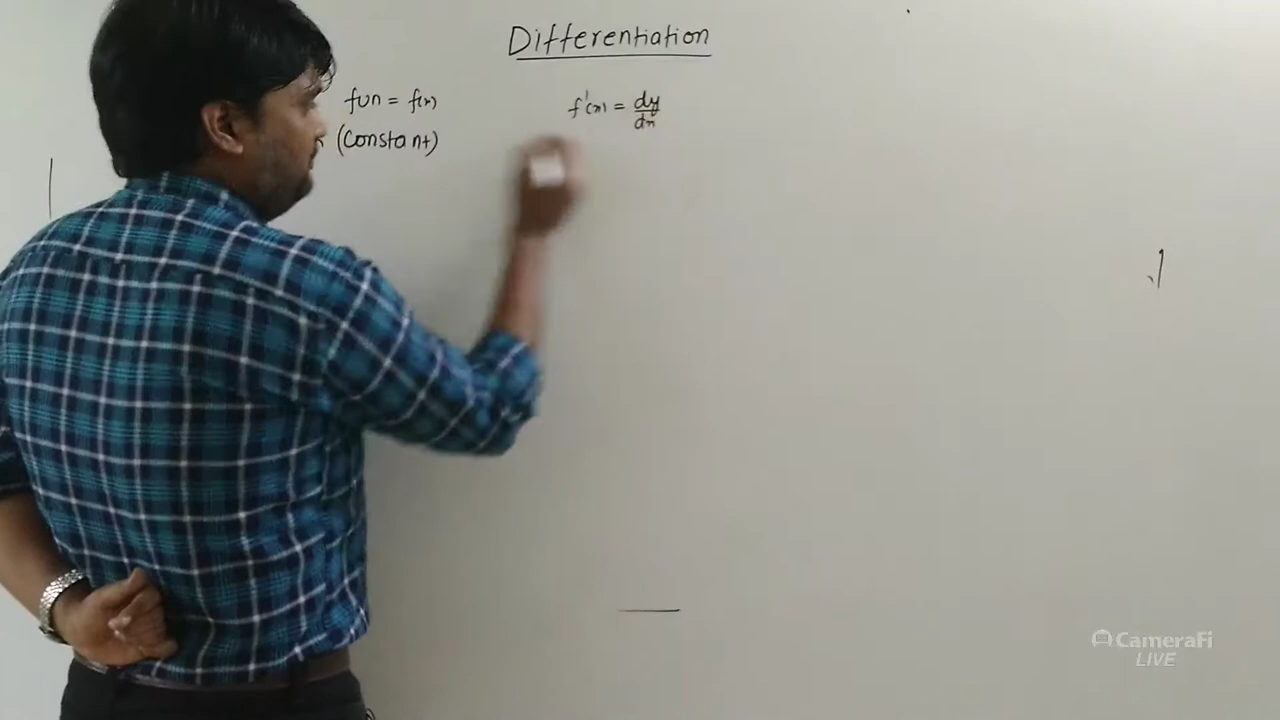 Differentiation
fun = f(x)
f'(x) = dy/dx
(constant)
CameraFi
LIVE